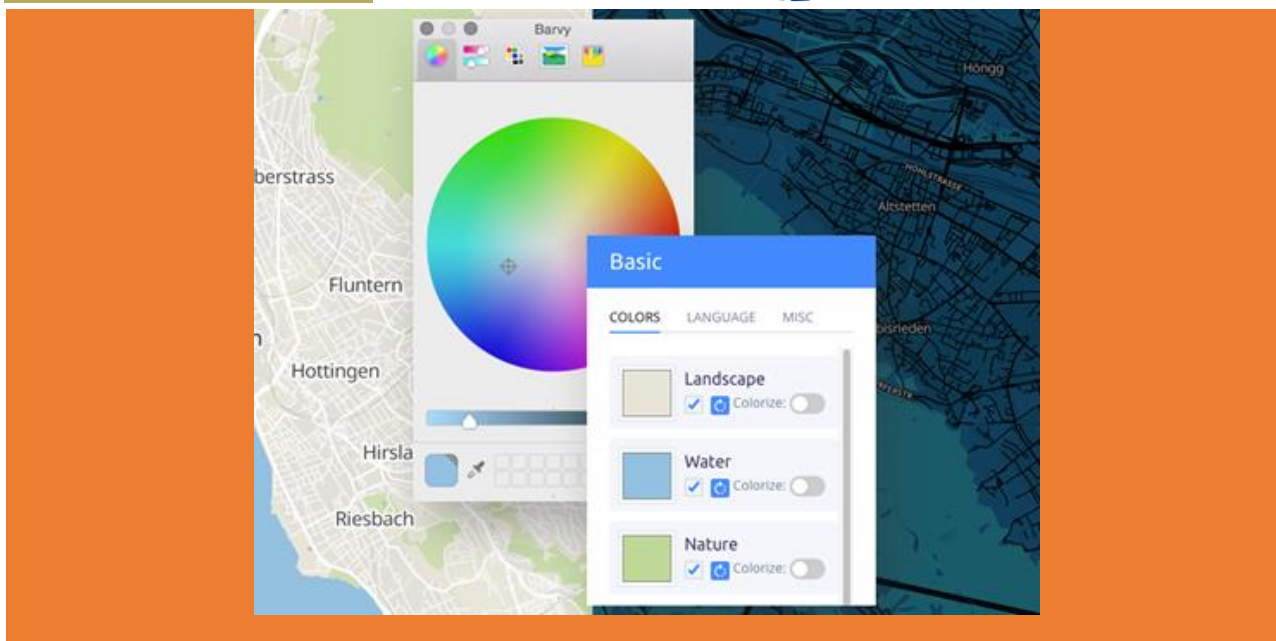 Barvy
Höngg
HOHLSTRASSE
berstrass
Altstetten
Fluntern
Basic
COLORS LANGUAGE MISC
bisrieden
Hottingen
Landscape
Colorize:
Hirsla
Water
Colorize:
Riesbach
Nature
Colorize: